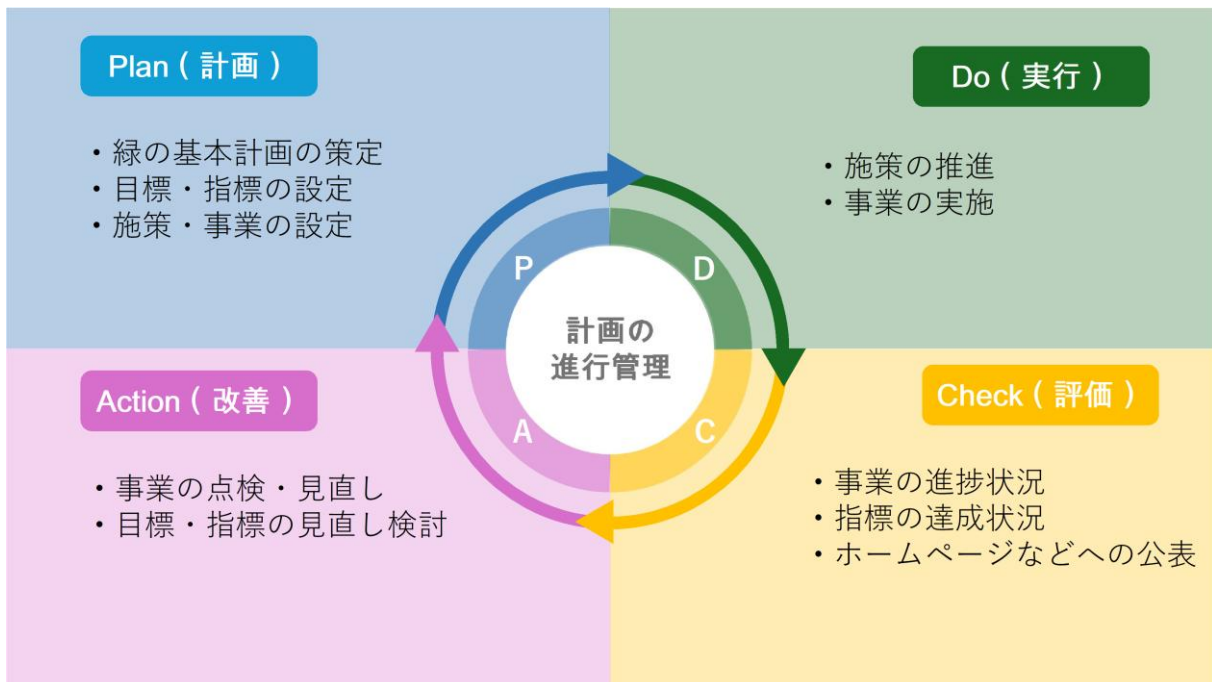 Plan（計画）
・緑の基本計画の策定
・目標・指標の設定
・施策・事業の設定
Do（実行）
・施策の推進
・事業の実施
P
D
計画の
進行管理
A
C
Action（改善）
・事業の点検・見直し
・目標・指標の見直し検討
Check（評価）
・事業の進捗状況
・指標の達成状況
・ホームページなどへの公表